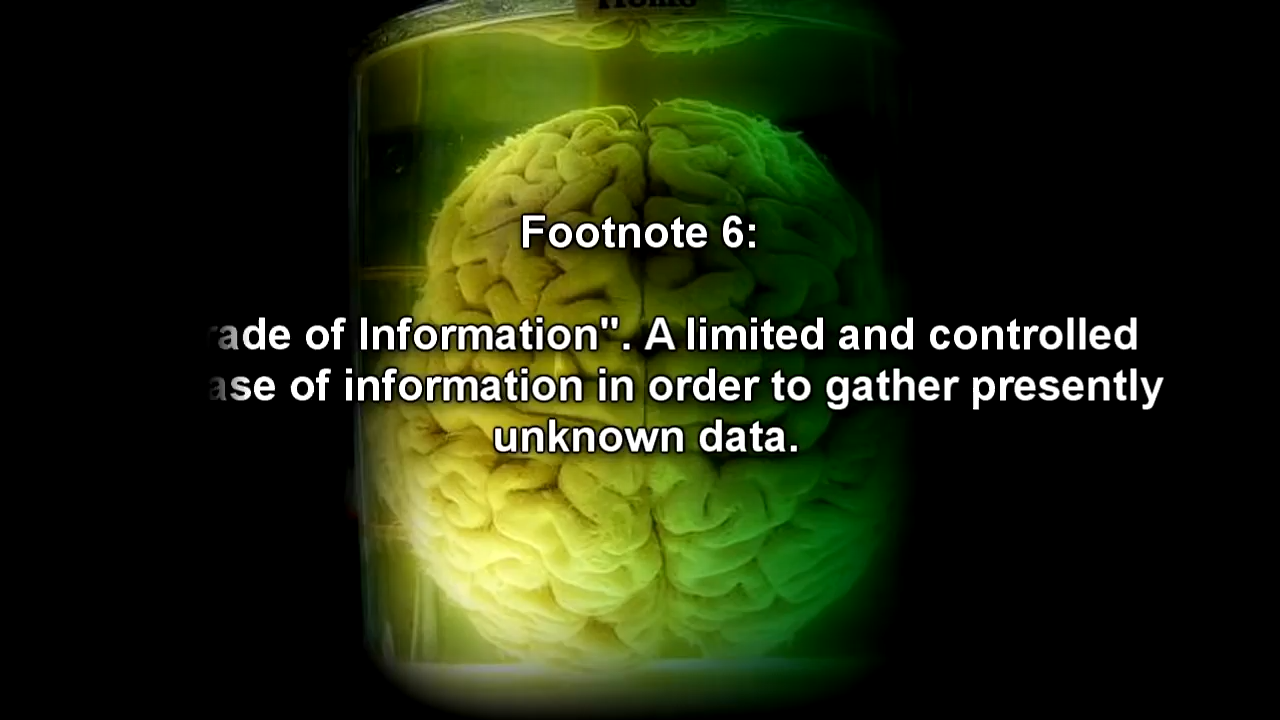 Footnote 6:
of Information". A limited and controlled
of information in order to gather presently
unknown data.